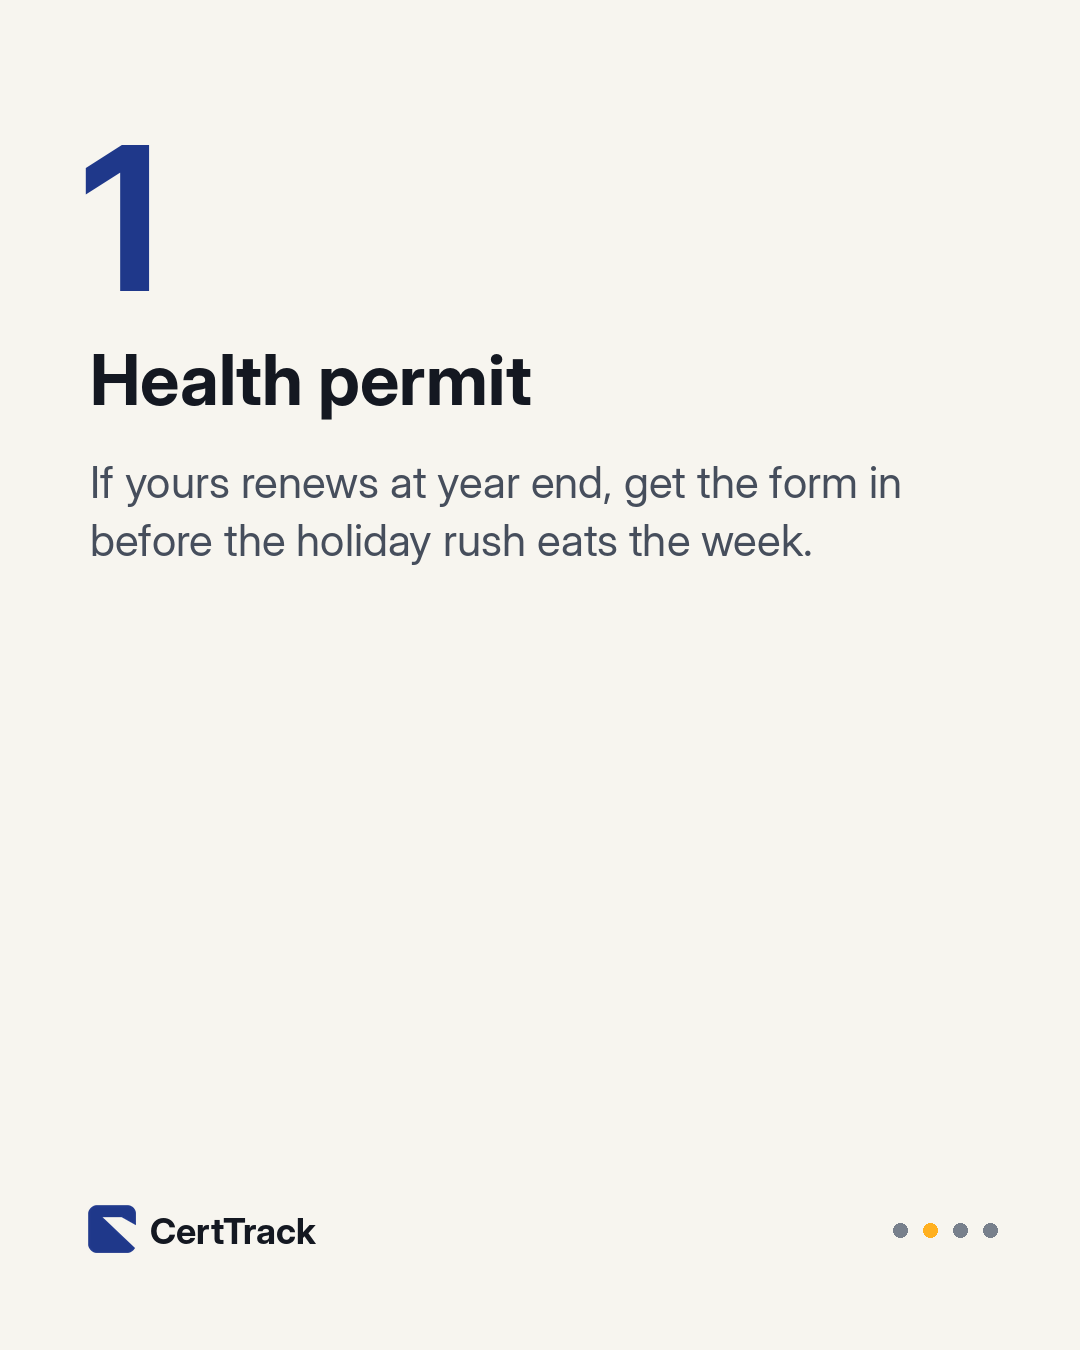 1
Health permit
If yours renews at year end, get the form in
before the holiday rush eats the week.
CertTrack